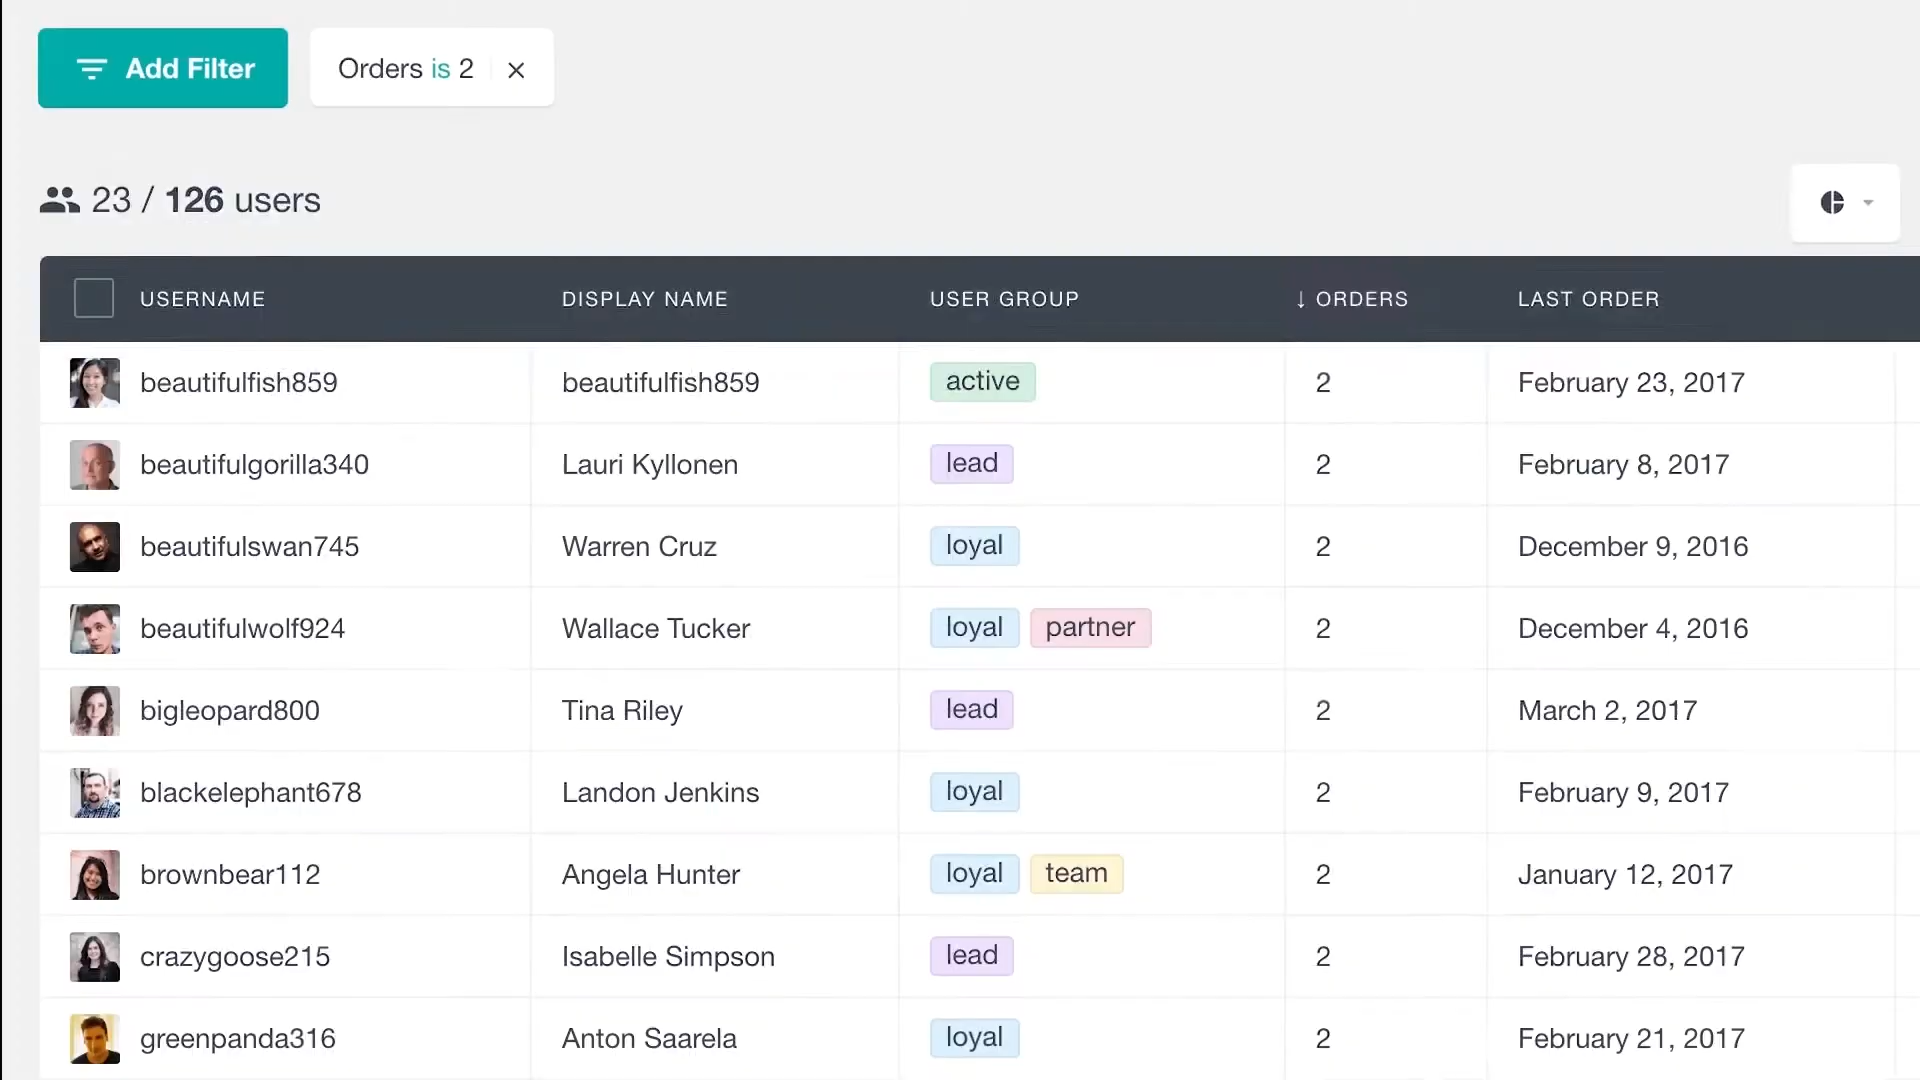 Add Filter
Orders is 2 ×
23 / 126 users
USERNAME DISPLAY NAME USER GROUP ↓ ORDERS LAST ORDER
beautifulfish859 beautifulfish859 active 2 February 23, 2017
beautifulgorilla340 Lauri Kyllonen lead 2 February 8, 2017
beautifulswan745 Warren Cruz loyal 2 December 9, 2016
beautifulwolf924 Wallace Tucker loyal partner 2 December 4, 2016
bigleopard800 Tina Riley lead 2 March 2, 2017
blackelephant678 Landon Jenkins loyal 2 February 9, 2017
brownbear112 Angela Hunter loyal team 2 January 12, 2017
crazygoose215 Isabelle Simpson lead 2 February 28, 2017
greenpanda316 Anton Saarela loyal 2 February 21, 2017